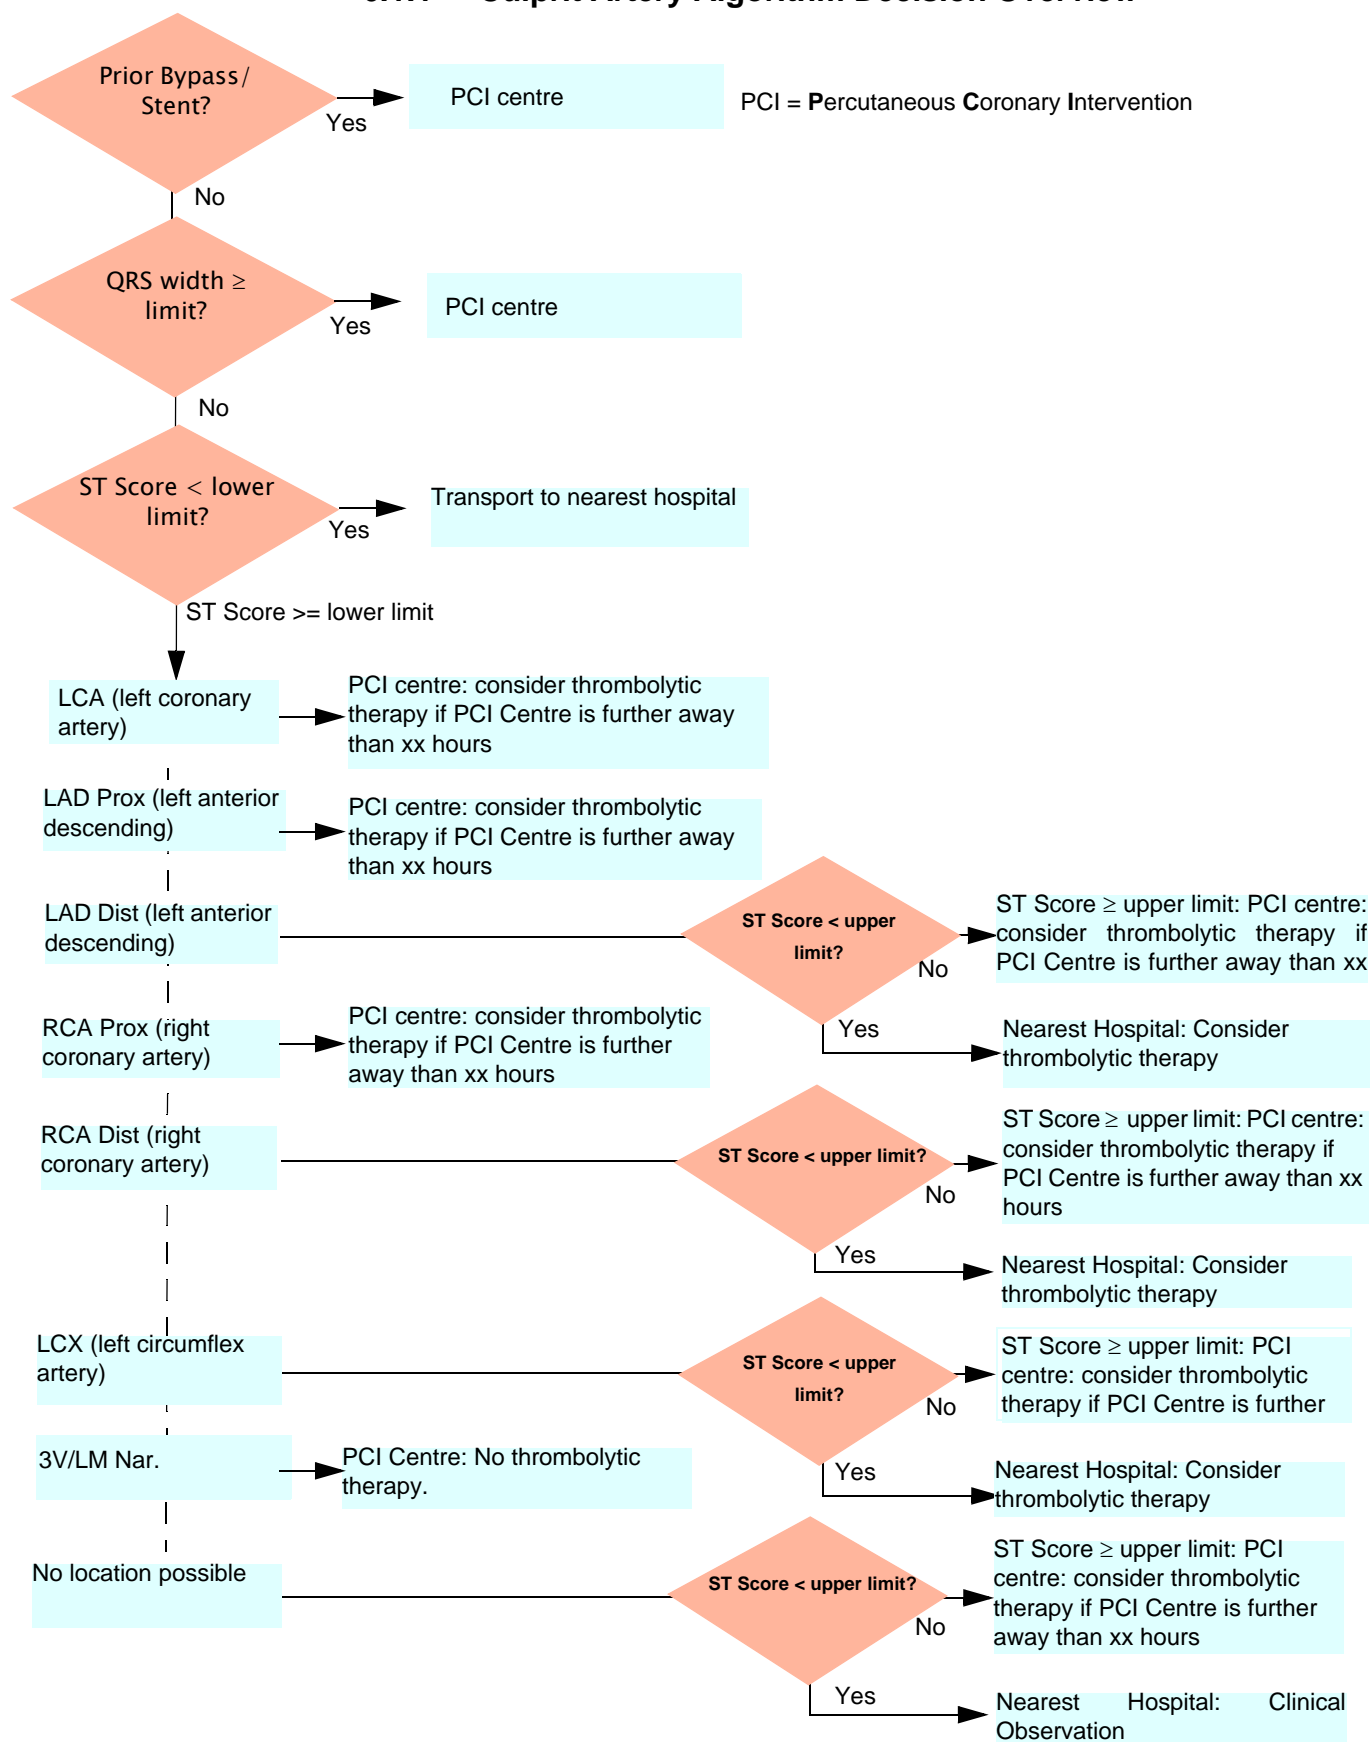 Prior Bypass/
Stent?
Yes
PCI centre
PCI = Percutaneous Coronary Intervention
No
QRS width ≥
limit?
Yes
PCI centre
No
ST Score < lower
limit?
Yes
Transport to nearest hospital
ST Score >= lower limit
LCA (left coronary
artery)
PCI centre: consider thrombolytic
therapy if PCI Centre is further away
than xx hours
LAD Prox (left anterior
descending)
PCI centre: consider thrombolytic
therapy if PCI Centre is further away
than xx hours
LAD Dist (left anterior
descending)
ST Score < upper
limit?
No
ST Score ≥ upper limit: PCI centre:
consider thrombolytic therapy if
PCI Centre is further away than xx
Yes
Nearest Hospital: Consider
thrombolytic therapy
RCA Prox (right
coronary artery)
PCI centre: consider thrombolytic
therapy if PCI Centre is further
away than xx hours
RCA Dist (right
coronary artery)
ST Score < upper limit?
No
ST Score ≥ upper limit: PCI centre:
consider thrombolytic therapy if
PCI Centre is further away than xx
hours
Yes
Nearest Hospital: Consider
thrombolytic therapy
LCX (left circumflex
artery)
ST Score < upper
limit?
No
ST Score ≥ upper limit: PCI
centre: consider thrombolytic
therapy if PCI Centre is further
Yes
Nearest Hospital: Consider
thrombolytic therapy
3V/LM Nar.
PCI Centre: No thrombolytic
therapy.
No location possible
ST Score < upper limit?
No
ST Score ≥ upper limit: PCI
centre: consider thrombolytic
therapy if PCI Centre is further
away than xx hours
Yes
Nearest Hospital: Clinical
Observation